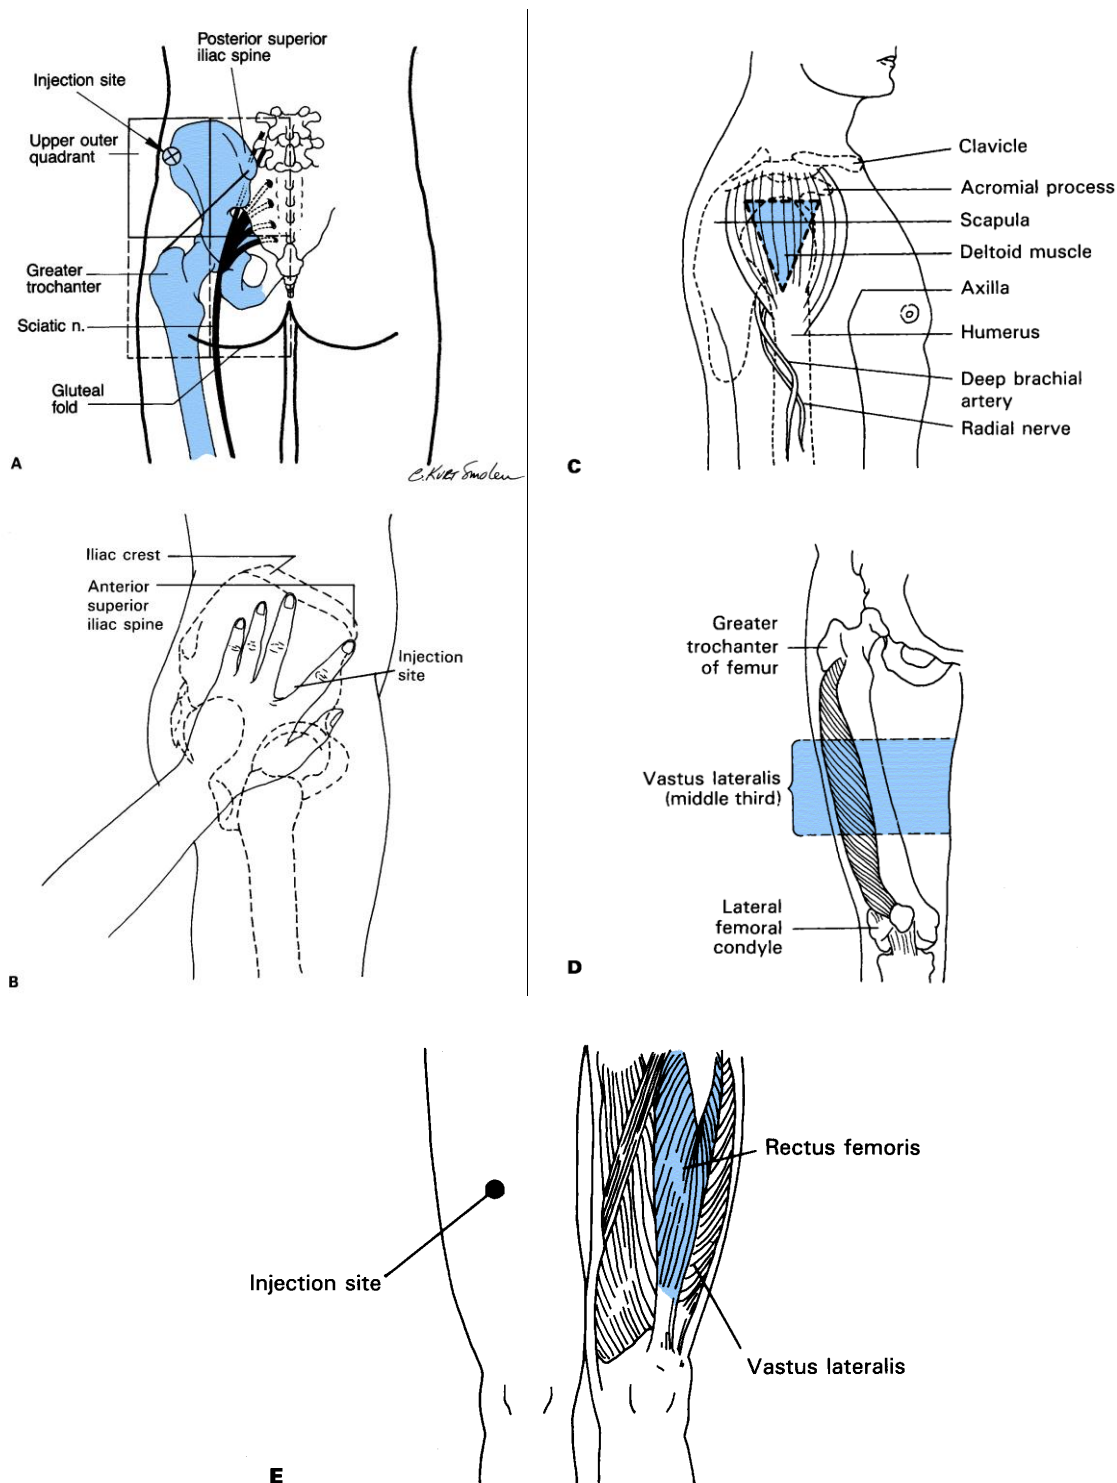 Posterior superior
iliac spine
Injection site
Upper outer
quadrant
Greater
trochanter
Sciatic n.
Gluteal
fold
A
C. Kurt Smolen
Clavicle
Acromial process
Scapula
Deltoid muscle
Axilla
Humerus
Deep brachial
artery
Radial nerve
C
Iliac crest
Anterior
superior
iliac spine
Injection
site
B
Greater
trochanter
of femur
Vastus lateralis
(middle third)
Lateral
femoral
condyle
D
Rectus femoris
Injection site
Vastus lateralis
E